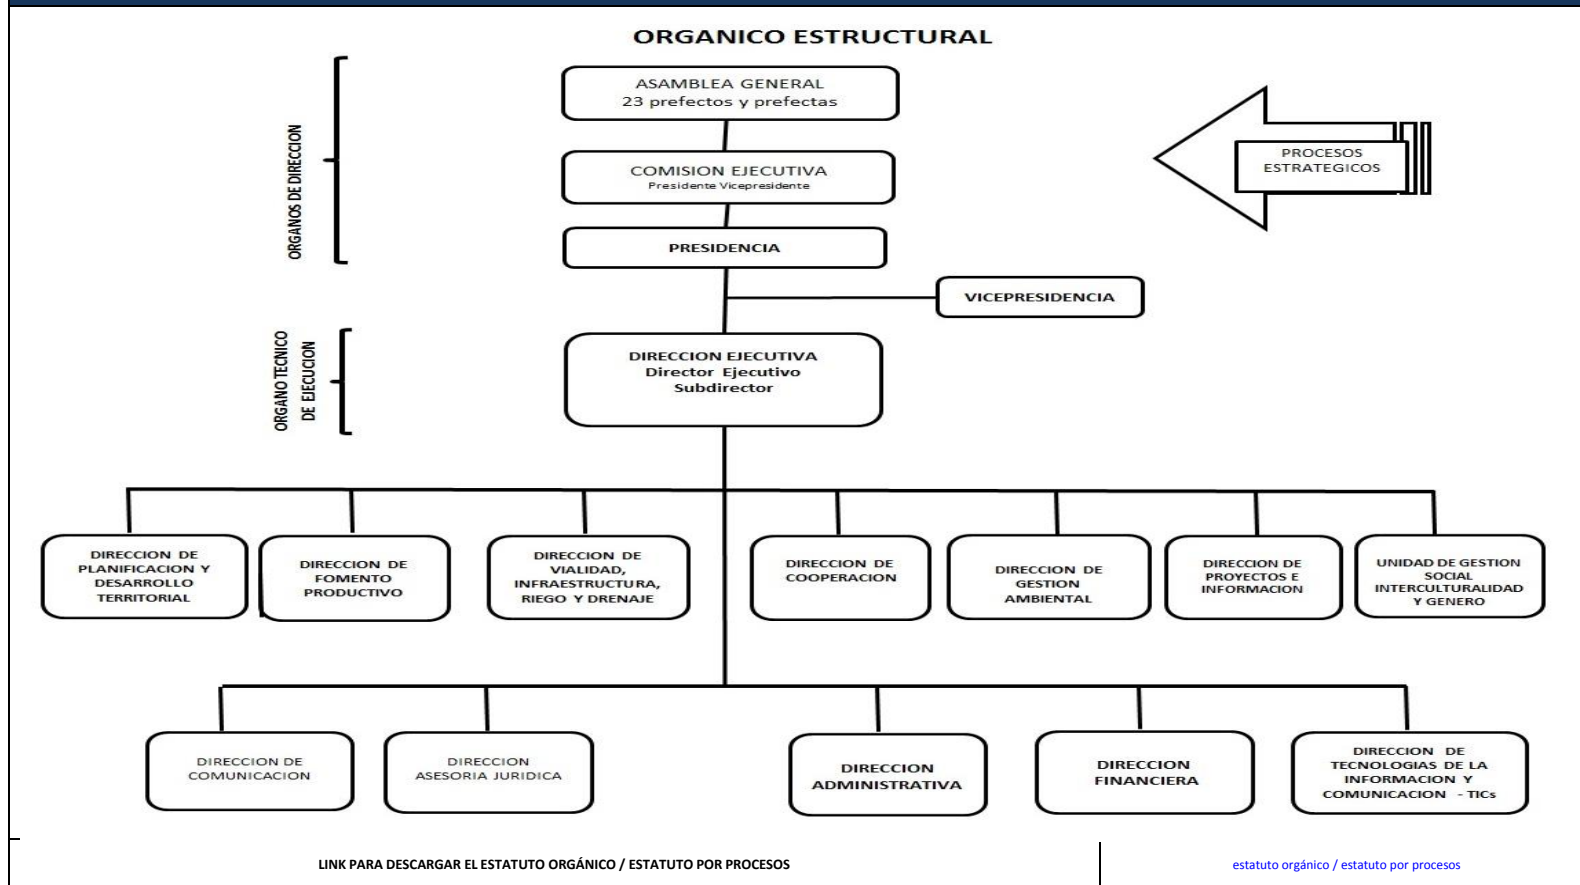 ORGANICO ESTRUCTURAL
ORGANOS DE DIRECCION
ASAMBLEA GENERAL
23 prefectos y prefectas
PROCESOS
ESTRATEGICOS
COMISION EJECUTIVA
Presidente Vicepresidente
PRESIDENCIA
VICEPRESIDENCIA
ORGANO TECNICO
DE EJECUCION
DIRECCION EJECUTIVA
Director Ejecutivo
Subdirector
DIRECCION DE
PLANIFICACION Y
DESARROLLO
TERRITORIAL
DIRECCION DE
FOMENTO
PRODUCTIVO
DIRECCION DE
VIALIDAD,
INFRAESTRUCTURA,
RIEGO Y DRENAJE
DIRECCION DE
COOPERACION
DIRECCION DE
GESTION
AMBIENTAL
DIRECCION DE
PROYECTOS E
INFORMACION
UNIDAD DE GESTION
SOCIAL
INTERCULTURALIDAD
Y GENERO
DIRECCION DE
COMUNICACION
DIRECCION
ASESORIA JURIDICA
DIRECCION
ADMINISTRATIVA
DIRECCION
FINANCIERA
DIRECCION DE
TECNOLOGIAS DE LA
INFORMACION Y
COMUNICACION - TICs
LINK PARA DESCARGAR EL ESTATUTO ORGÁNICO / ESTATUTO POR PROCESOS
estatuto orgánico / estatuto por procesos